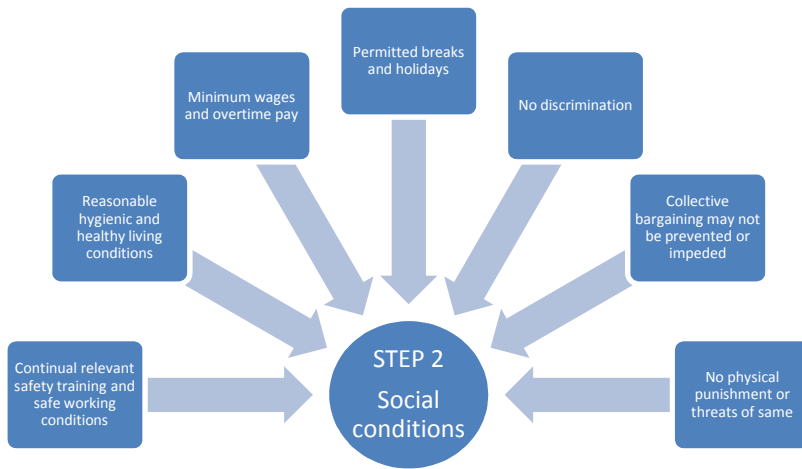 Permitted breaks
and holidays
Minimum wages
and overtime pay
No discrimination
Reasonable
hygienic and
healthy living
conditions
Collective
bargaining may not
be prevented or
impeded
Continual relevant
safety training and
safe working
conditions
STEP 2
Social
conditions
No physical
punishment or
threats of same